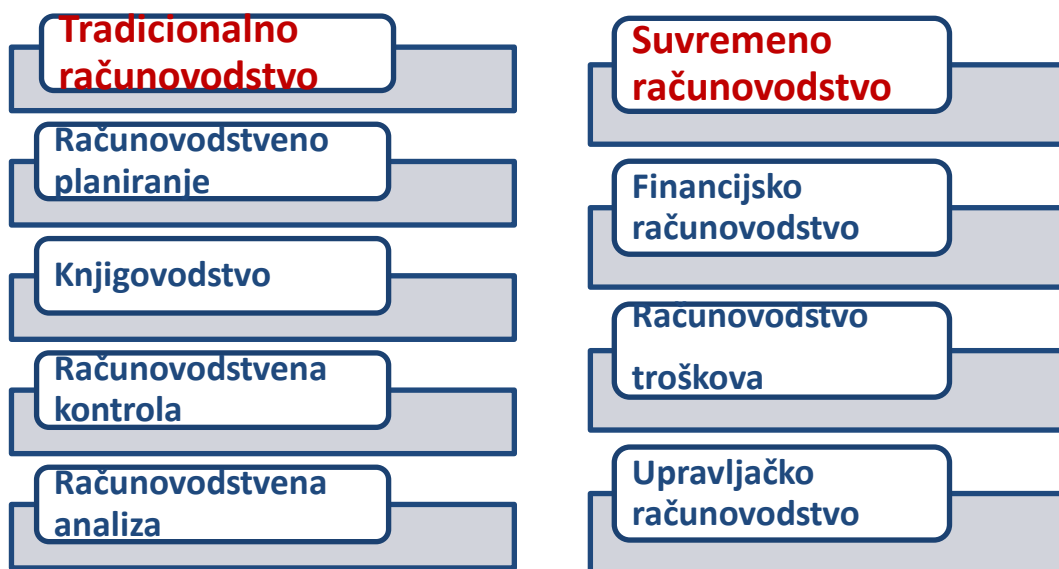 Tradicionalno
računovodstvo
Računovodstveno
planiranje
Knjigovodstvo
Računovodstvena
kontrola
Računovodstvena
analiza
Suvremeno
računovodstvo
Financijsko
računovodstvo
Računovodstvo
troškova
Upravljačko
računovodstvo